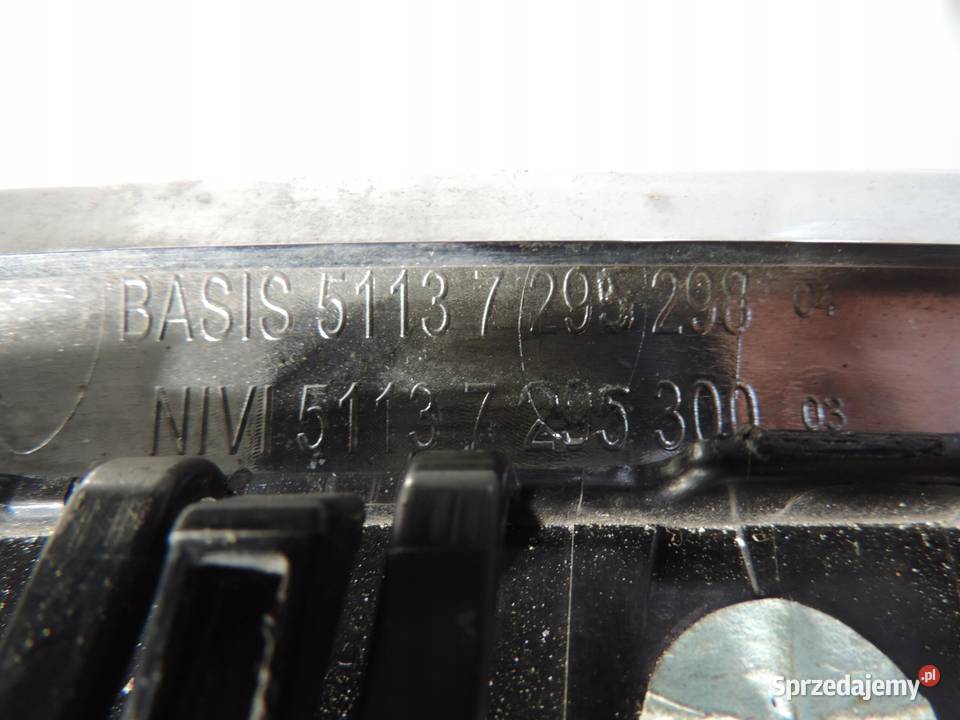 BASIS 5113 7 295 298 04
NIVI 5113 7 295 300 03
Sprzedajemy.pl